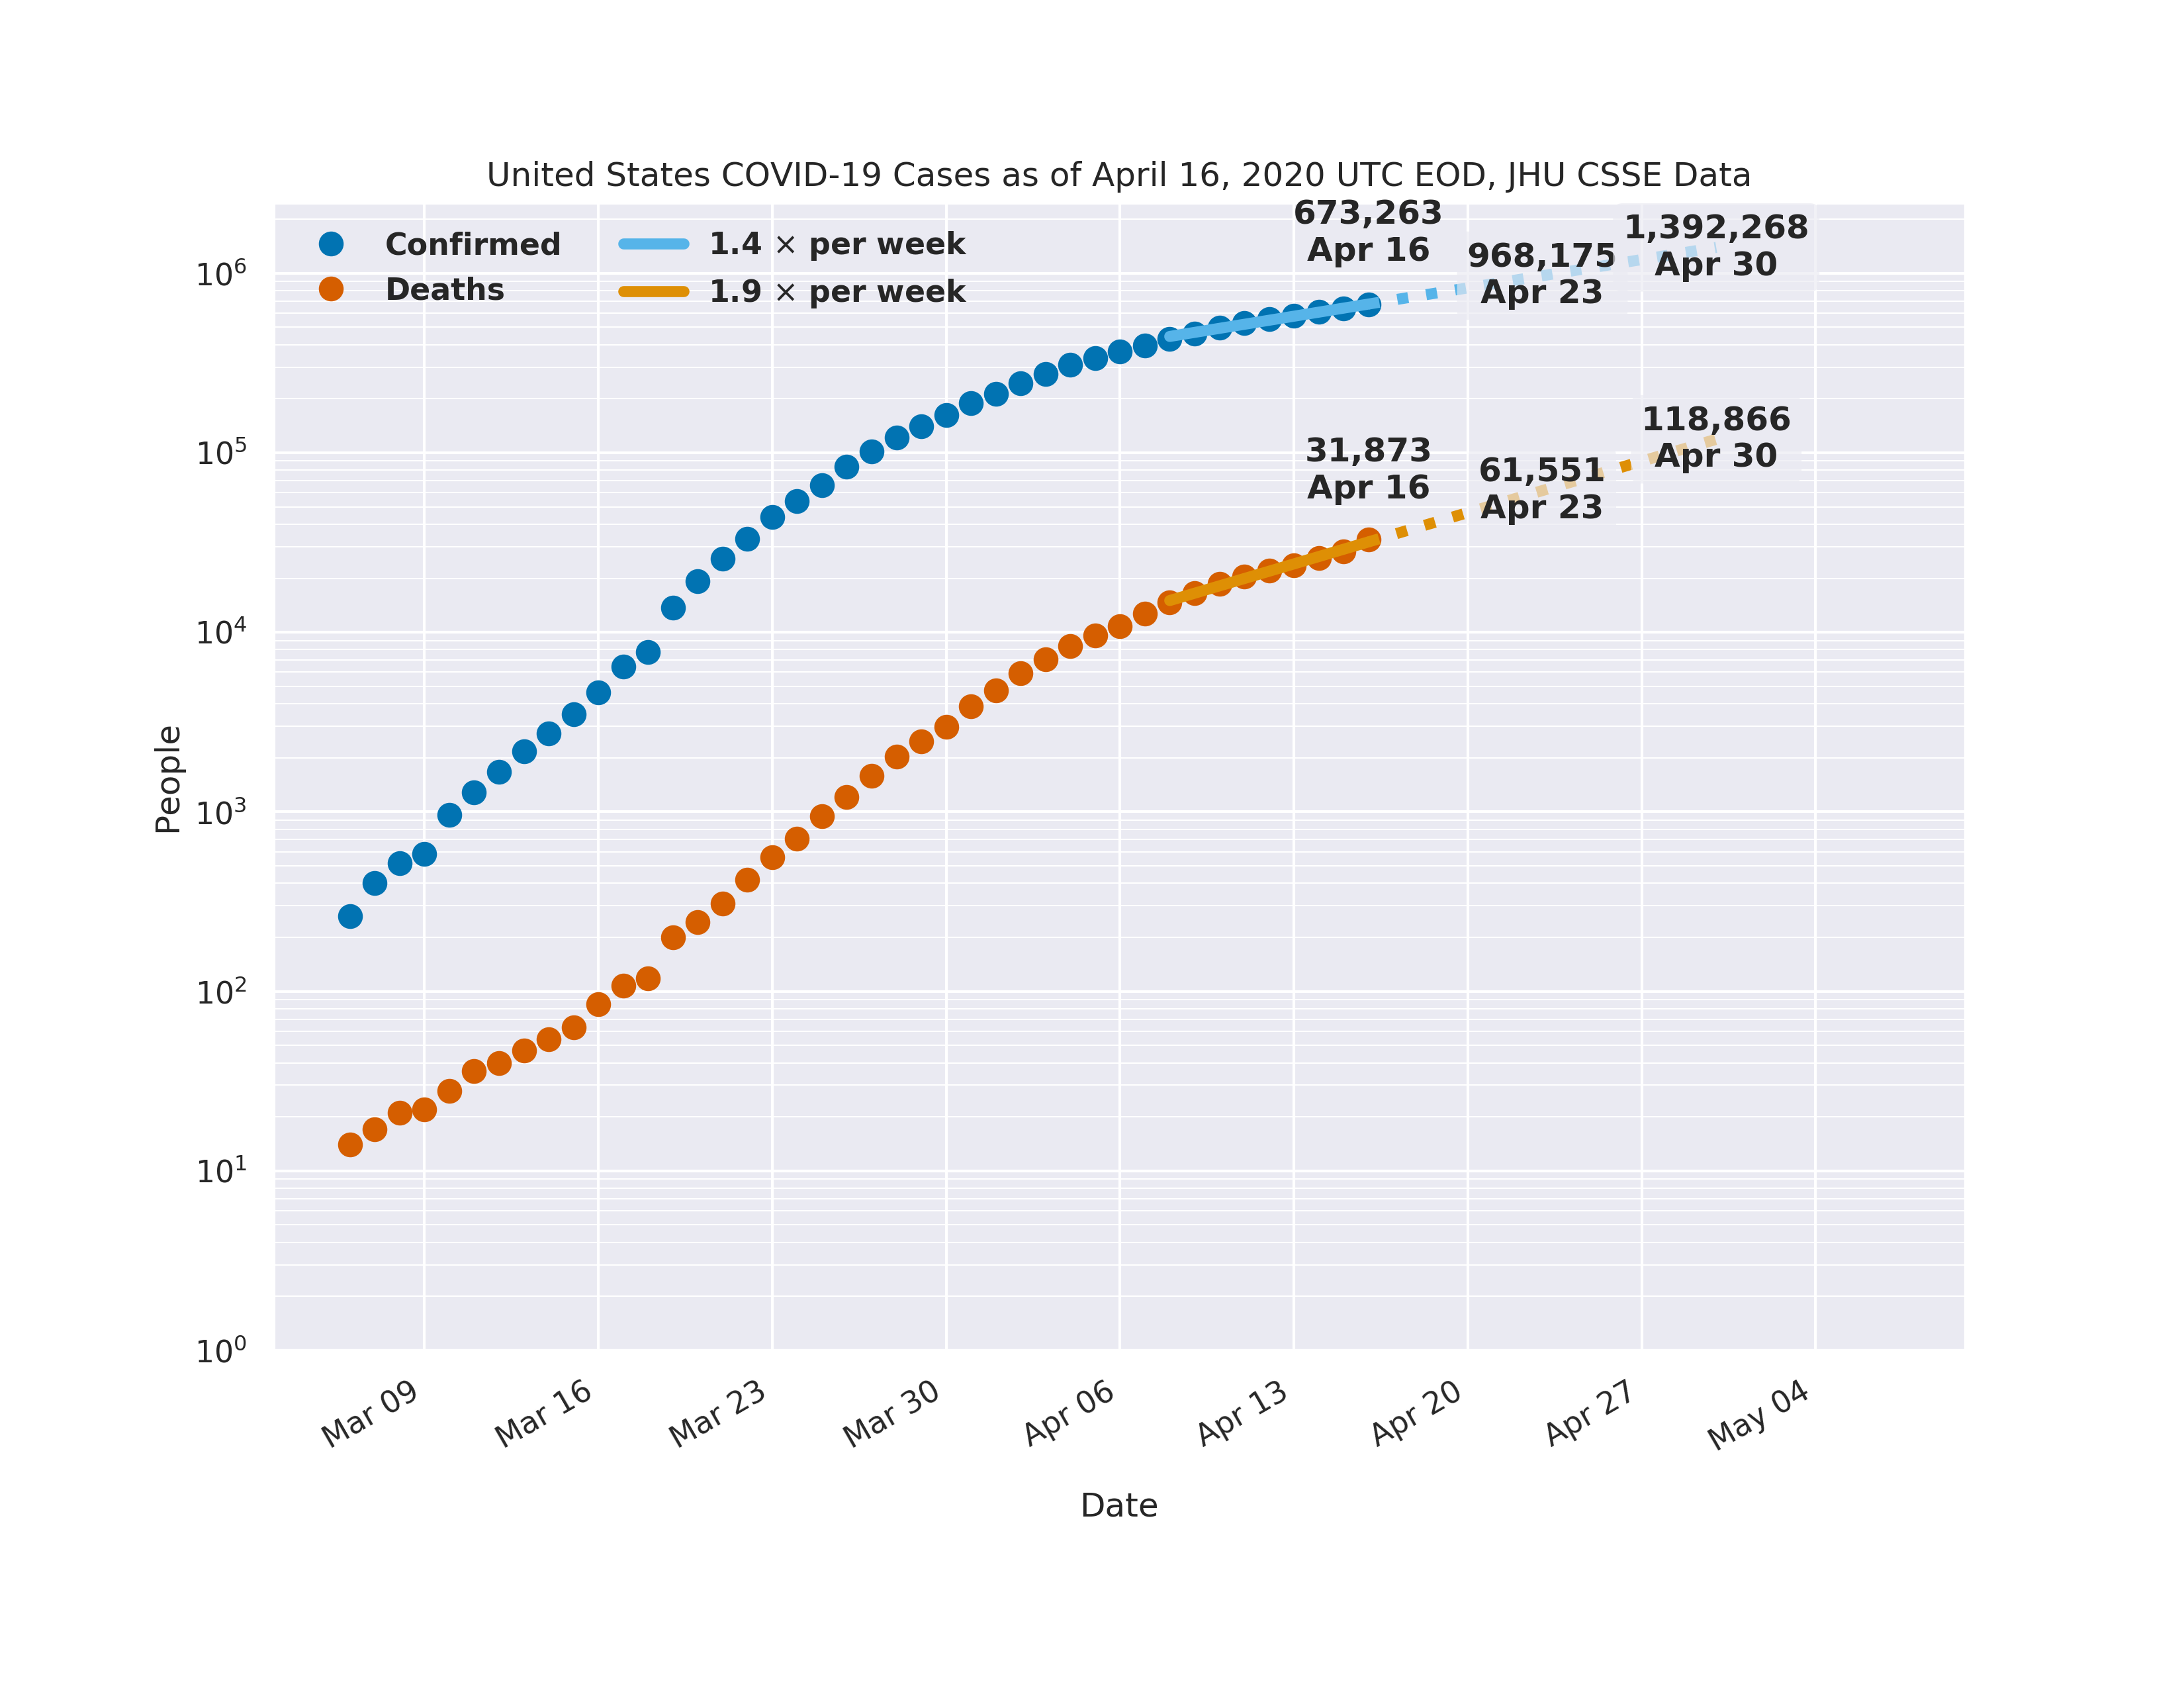 United States COVID-19 Cases as of April 16, 2020 UTC EOD, JHU CSSE Data
Confirmed
Deaths
1.4 × per week
1.9 × per week
673,263
Apr 16
968,175
Apr 23
1,392,268
Apr 30
31,873
Apr 16
61,551
Apr 23
118,866
Apr 30
People
10⁶
10⁵
10⁴
10³
10²
10¹
10⁰
Mar 09
Mar 16
Mar 23
Mar 30
Apr 06
Apr 13
Apr 20
Apr 27
May 04
Date